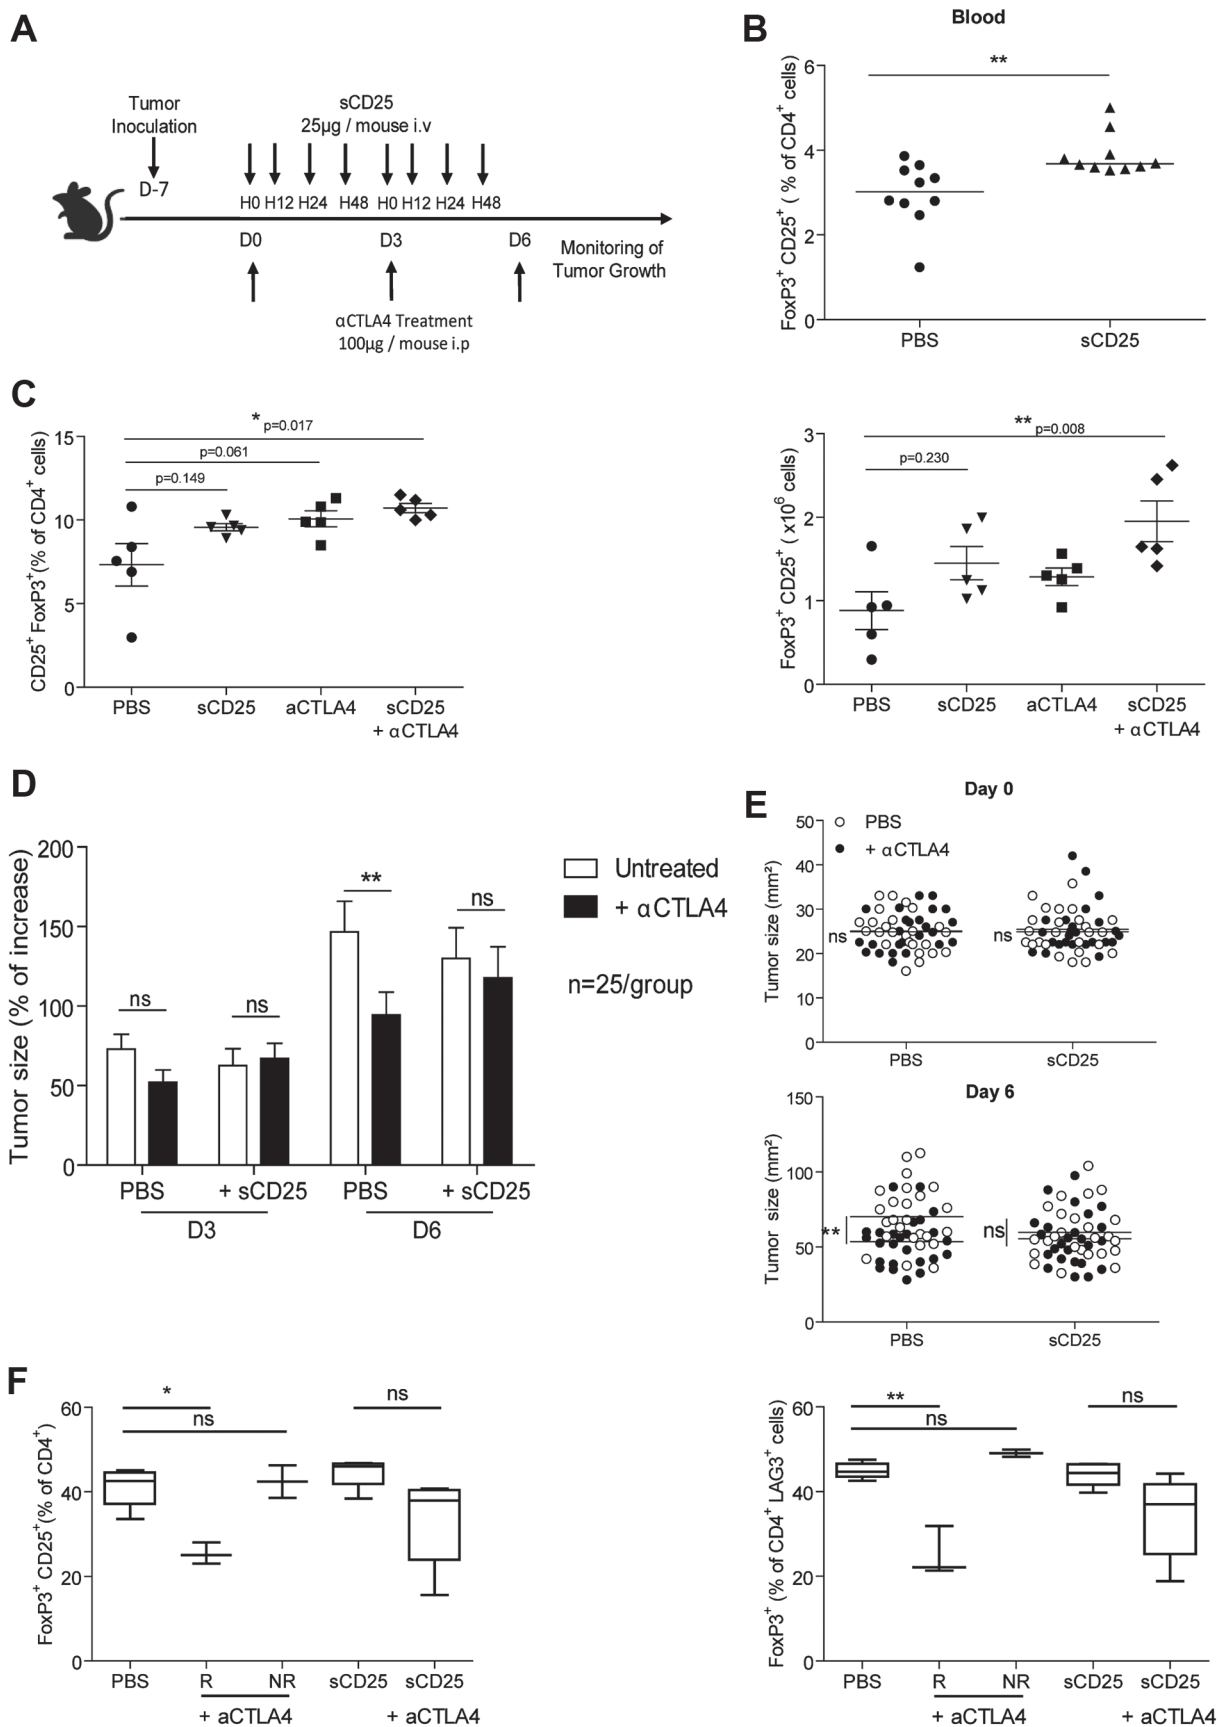 A
Tumor
Inoculation
sCD25
25µg / mouse i.v
D-7
H0 H12 H24 H48 H0 H12 H24 H48
D0 D3 D6
Monitoring of
Tumor Growth
αCTLA4 Treatment
100µg / mouse i.p
B
Blood
**
FoxP3+ CD25+ ( % of CD4+ cells)
6
4
2
0
PBS sCD25
C
* p=0.017
p=0.061
p=0.149
CD25+ FoxP3+(% of CD4+ cells)
15
10
5
0
PBS sCD25 aCTLA4 sCD25
+ αCTLA4
** p=0.008
p=0.230
FoxP3+ CD25+ ( x106 cells)
3
2
1
0
PBS sCD25 aCTLA4 sCD25
+ αCTLA4
D
Tumor size (% of increase)
200
150
100
50
0
ns ns ** ns
PBS + sCD25 PBS + sCD25
D3 D6
Untreated
+ αCTLA4
n=25/group
E
Day 0
PBS
+ αCTLA4
Tumor size (mm²)
50
40
30
20
10
0
ns ns
PBS sCD25
Day 6
Tumor size (mm²)
150
100
50
0
** ns
PBS sCD25
F
* ns
ns
FoxP3+ CD25+(% of CD4+)
60
40
20
0
PBS R NR sCD25 sCD25
+ aCTLA4 + aCTLA4
** ns
ns
FoxP3+ (% of CD4+ LAG3+ cells)
60
40
20
0
PBS R NR sCD25 sCD25
+ aCTLA4 + aCTLA4